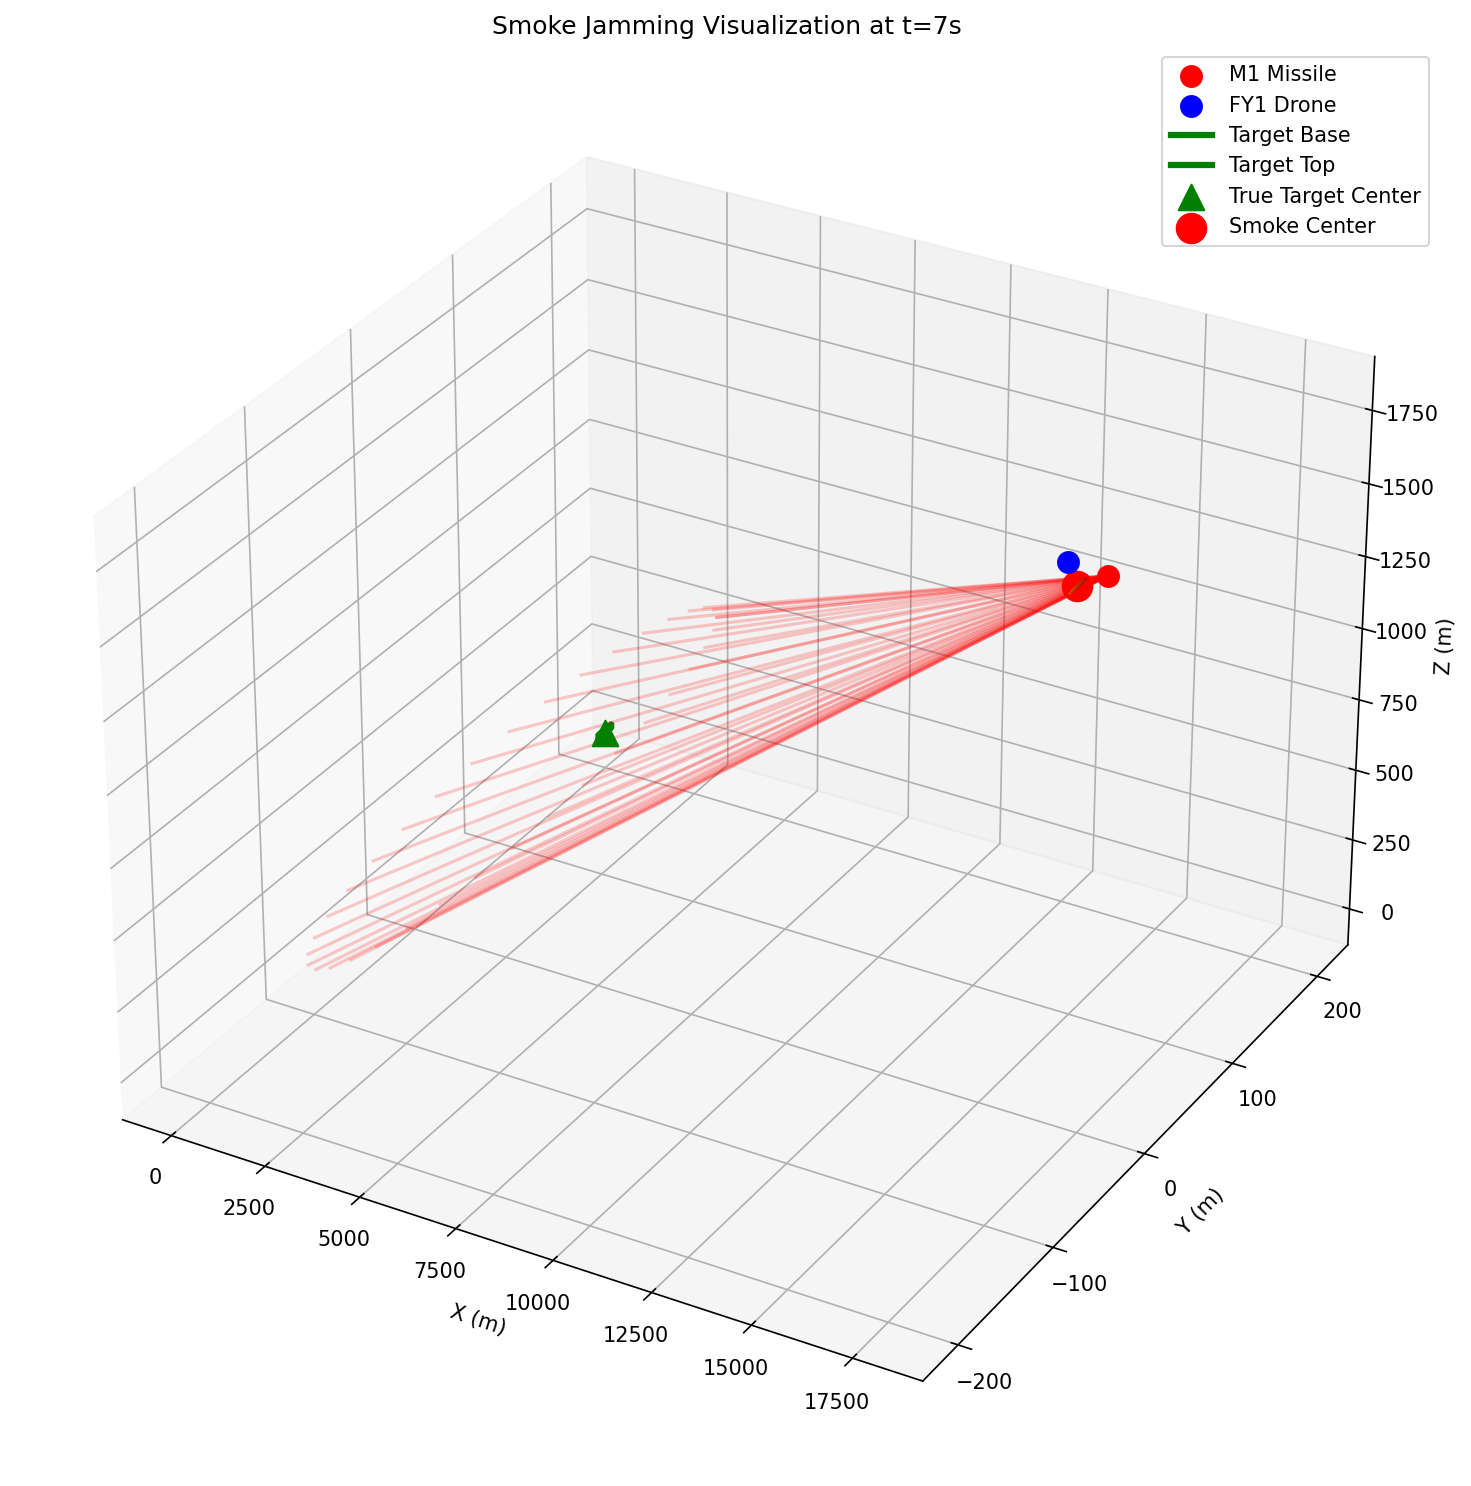 Smoke Jamming Visualization at t=7s
M1 Missile
FY1 Drone
Target Base
Target Top
True Target Center
Smoke Center
1750
1500
1250
1000
750
500
250
0
Z (m)
200
100
0
−100
−200
Y (m)
0
2500
5000
7500
10000
12500
15000
17500
X (m)